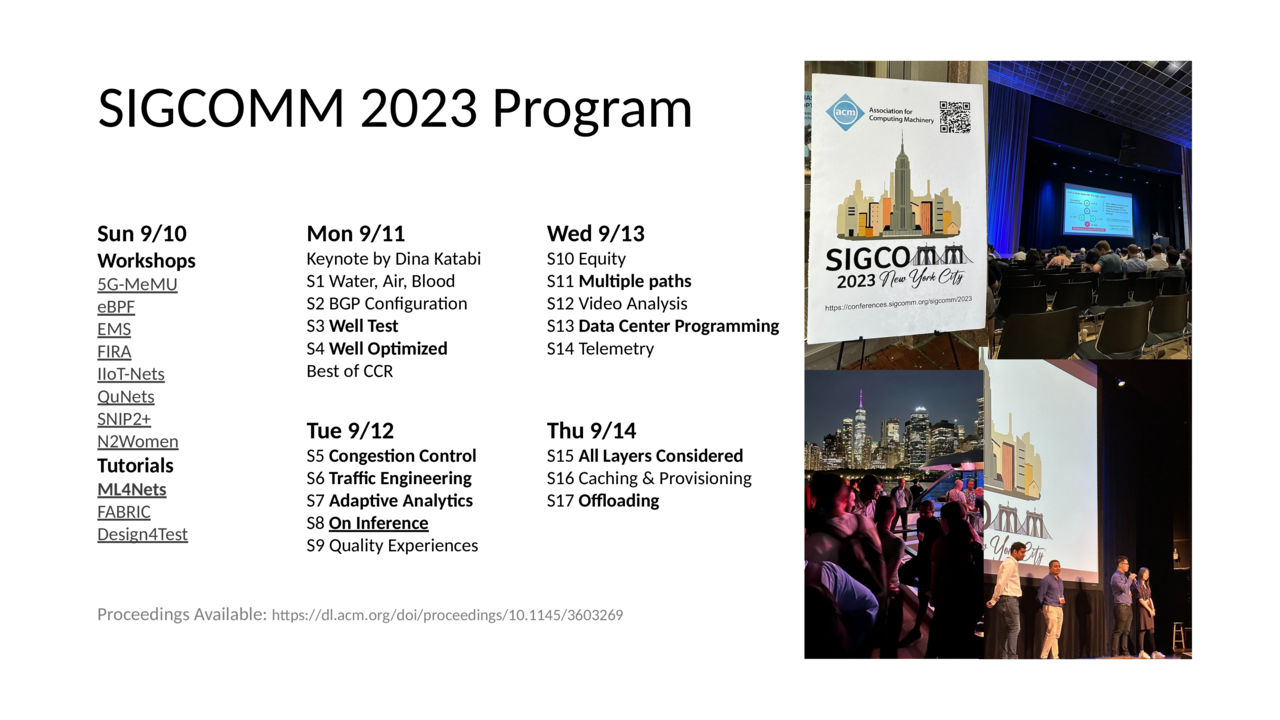 SIGCOMM 2023 Program
Sun 9/10
Workshops
5G-MeMU
eBPF
EMS
FIRA
IIoT-Nets
QuNets
SNIP2+
N2Women
Tutorials
ML4Nets
FABRIC
Design4Test
Mon 9/11
Keynote by Dina Katabi
S1 Water, Air, Blood
S2 BGP Configuration
S3 Well Test
S4 Well Optimized
Best of CCR
Tue 9/12
S5 Congestion Control
S6 Traffic Engineering
S7 Adaptive Analytics
S8 On Inference
S9 Quality Experiences
Wed 9/13
S10 Equity
S11 Multiple paths
S12 Video Analysis
S13 Data Center Programming
S14 Telemetry
Thu 9/14
S15 All Layers Considered
S16 Caching & Provisioning
S17 Offloading
Proceedings Available: https://dl.acm.org/doi/proceedings/10.1145/3603269
acm
Association for
Computing Machinery
SIGCOMM
2023 New York City
https://conferences.sigcomm.org/sigcomm/2023
York City